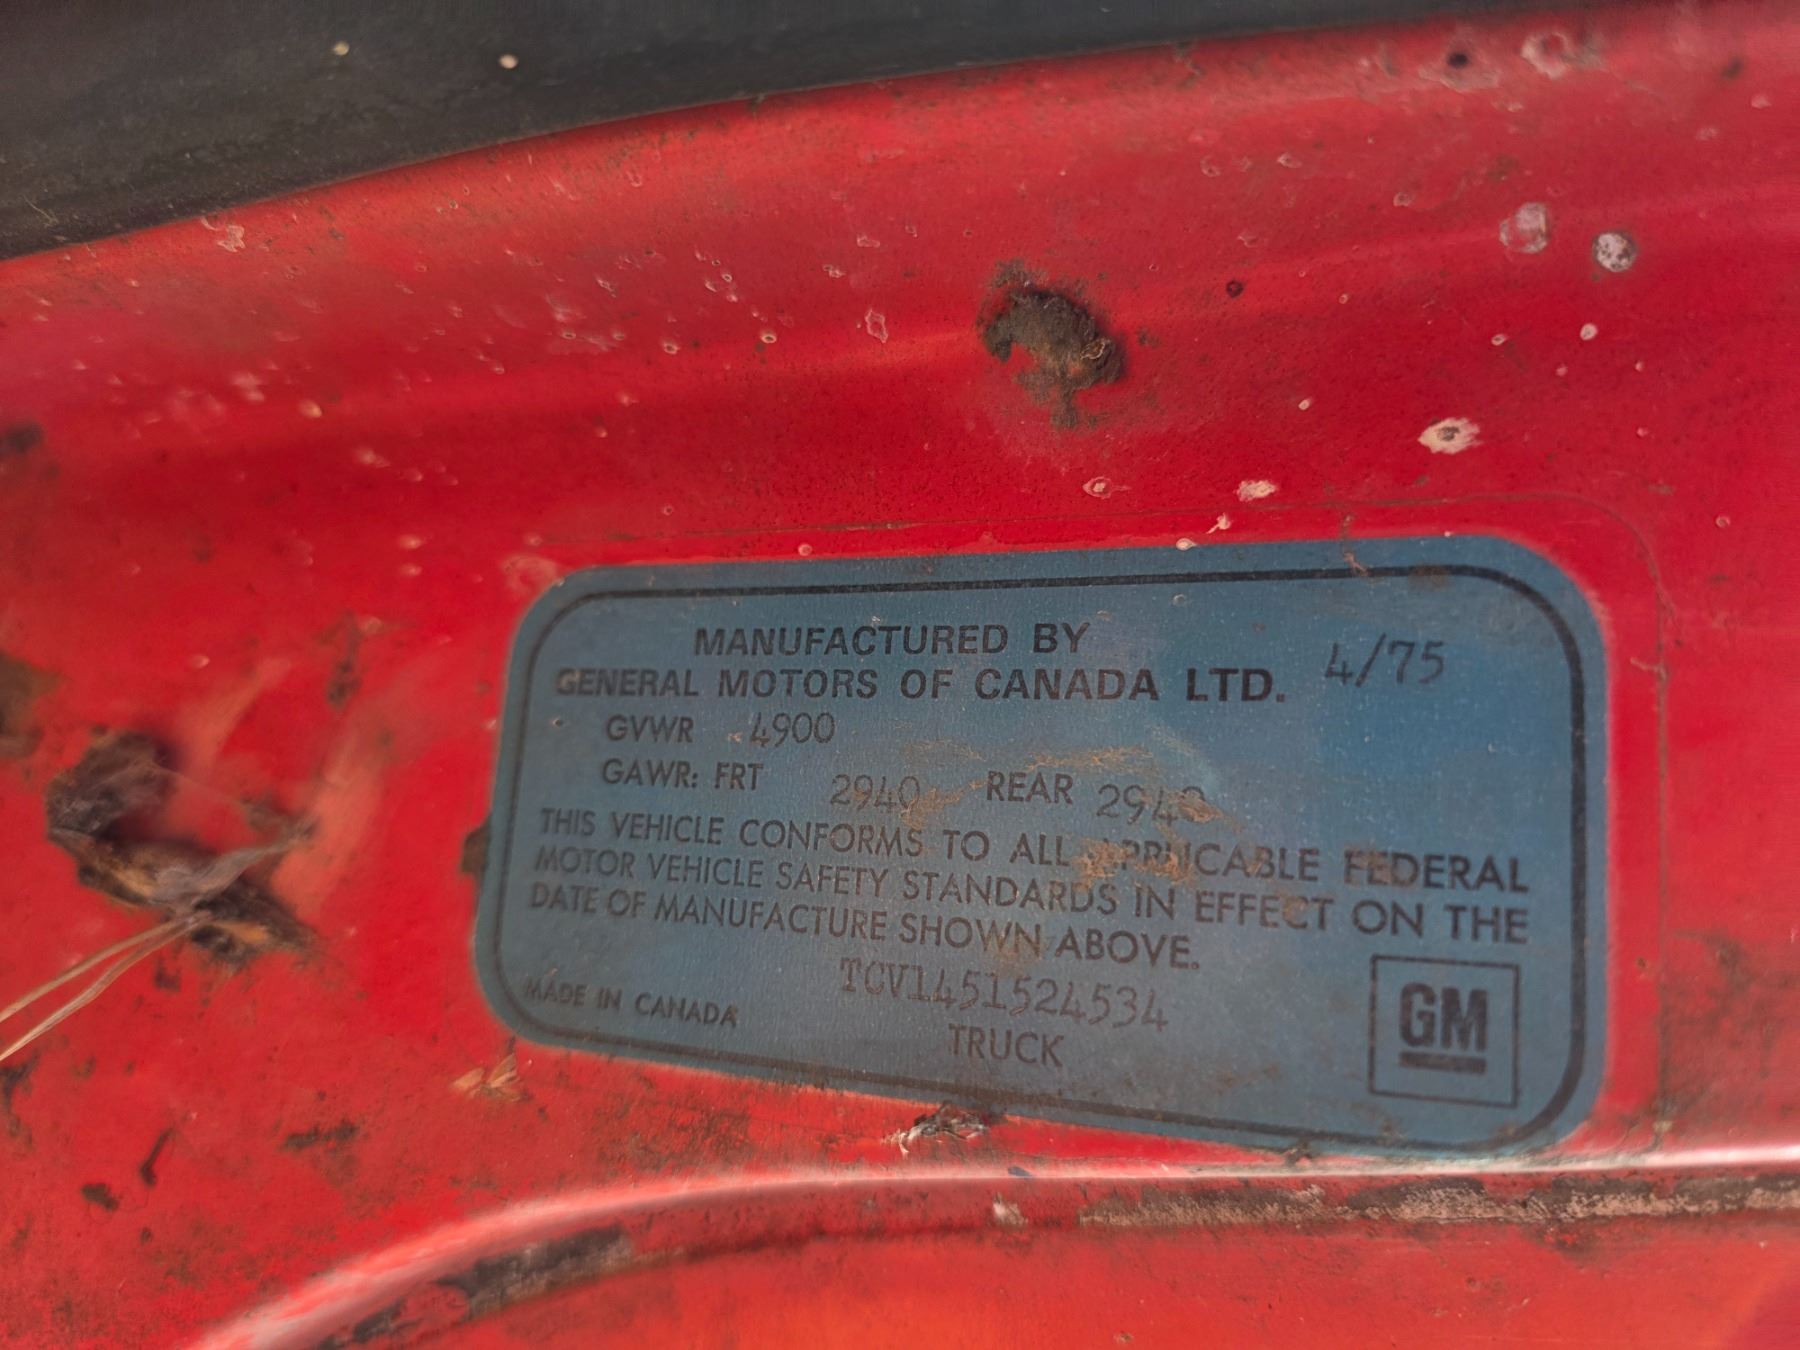 MANUFACTURED BY
GENERAL MOTORS OF CANADA LTD. 4/75
GVWR 4900
GAWR: FRT 2940 REAR 2940
THIS VEHICLE CONFORMS TO ALL APPLICABLE FEDERAL
MOTOR VEHICLE SAFETY STANDARDS IN EFFECT ON THE
DATE OF MANUFACTURE SHOWN ABOVE.
TCV1451524534
MADE IN CANADA
TRUCK
GM